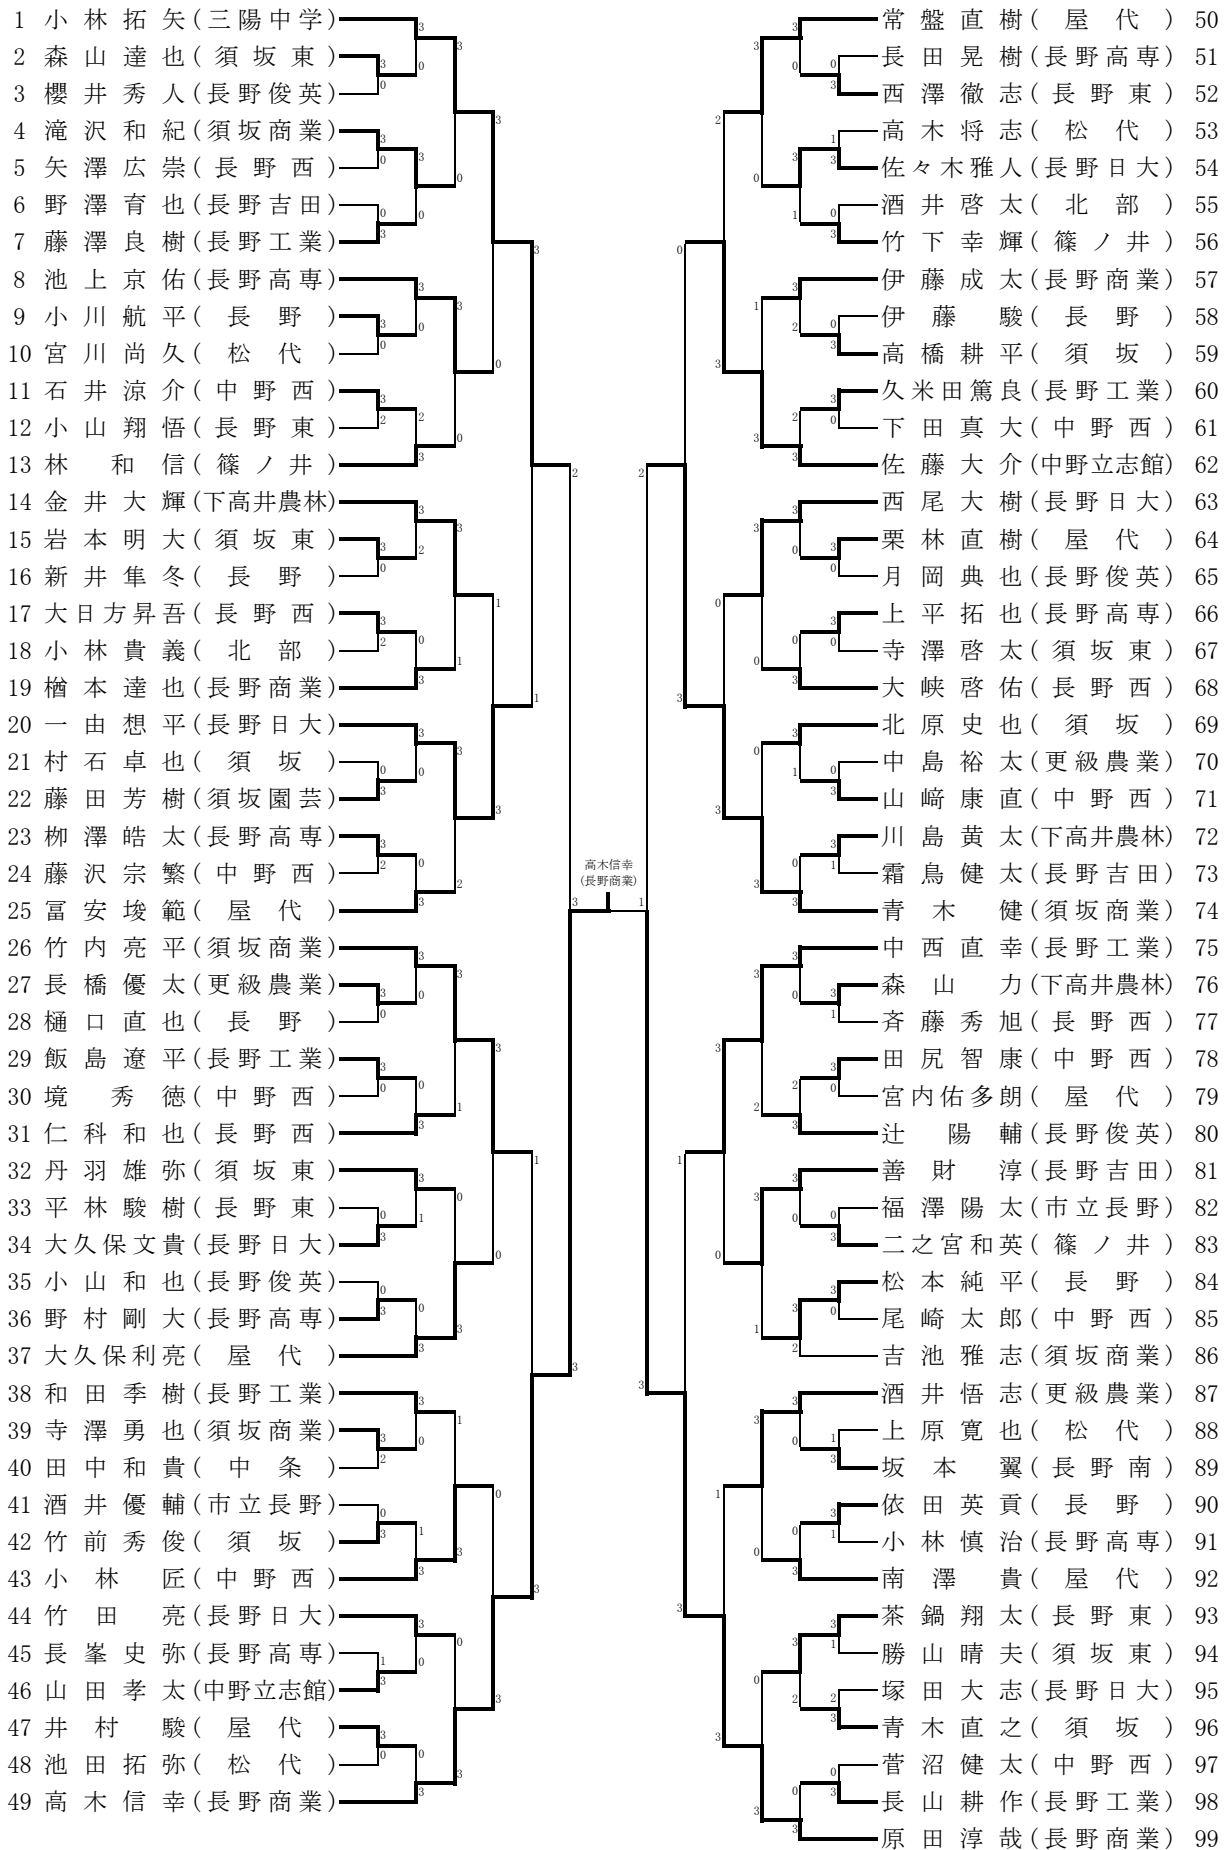 1 小林拓矢(三陽中学)
2 森山達也(須坂東)
3 櫻井秀人(長野俊英)
4 滝沢和紀(須坂商業)
5 矢澤広崇(長野西)
6 野澤育也(長野吉田)
7 藤澤良樹(長野工業)
8 池上京佑(長野高専)
9 小川航平(長野)
10 宮川尚久(松代)
11 石井涼介(中野西)
12 小山翔悟(長野東)
13 林和信(篠ノ井)
14 金井大輝(下高井農林)
15 岩本明大(須坂東)
16 新井隼冬(長野)
17 大日方昇吾(長野西)
18 小林貴義(北部)
19 楢本達也(長野商業)
20 一由想平(長野日大)
21 村石卓也(須坂)
22 藤田芳樹(須坂園芸)
23 栁澤皓太(長野高専)
24 藤沢宗繁(中野西)
25 冨安埈範(屋代)
26 竹内亮平(須坂商業)
27 長橋優太(更級農業)
28 樋口直也(長野)
29 飯島遼平(長野工業)
30 境秀徳(中野西)
31 仁科和也(長野西)
32 丹羽雄弥(須坂東)
33 平林駿樹(長野東)
34 大久保文貴(長野日大)
35 小山和也(長野俊英)
36 野村剛大(長野高専)
37 大久保利亮(屋代)
38 和田季樹(長野工業)
39 寺澤勇也(須坂商業)
40 田中和貴(中条)
41 酒井優輔(市立長野)
42 竹前秀俊(須坂)
43 小林匠(中野西)
44 竹田亮(長野日大)
45 長峯史弥(長野高専)
46 山田孝太(中野立志館)
47 井村駿(屋代)
48 池田拓弥(松代)
49 高木信幸(長野商業)
高木信幸
(長野商業)
常盤直樹(屋代) 50
長田晃樹(長野高専) 51
西澤徹志(長野東) 52
高木将志(松代) 53
佐々木雅人(長野日大) 54
酒井啓太(北部) 55
竹下幸輝(篠ノ井) 56
伊藤成太(長野商業) 57
伊藤駿(長野) 58
高橋耕平(須坂) 59
久米田篤良(長野工業) 60
下田真大(中野西) 61
佐藤大介(中野立志館) 62
西尾大樹(長野日大) 63
栗林直樹(屋代) 64
月岡典也(長野俊英) 65
上平拓也(長野高専) 66
寺澤啓太(須坂東) 67
大峡啓佑(長野西) 68
北原史也(須坂) 69
中島裕太(更級農業) 70
山﨑康直(中野西) 71
川島黄太(下高井農林) 72
霜鳥健太(長野吉田) 73
青木健(須坂商業) 74
中西直幸(長野工業) 75
森山力(下高井農林) 76
斉藤秀旭(長野西) 77
田尻智康(中野西) 78
宮内佑多朗(屋代) 79
辻陽輔(長野俊英) 80
善財淳(長野吉田) 81
福澤陽太(市立長野) 82
二之宮和英(篠ノ井) 83
松本純平(長野) 84
尾崎太郎(中野西) 85
吉池雅志(須坂商業) 86
酒井悟志(更級農業) 87
上原寛也(松代) 88
坂本翼(長野南) 89
依田英貢(長野) 90
小林慎治(長野高専) 91
南澤貴(屋代) 92
茶鍋翔太(長野東) 93
勝山晴夫(須坂東) 94
塚田大志(長野日大) 95
青木直之(須坂) 96
菅沼健太(中野西) 97
長山耕作(長野工業) 98
原田淳哉(長野商業) 99